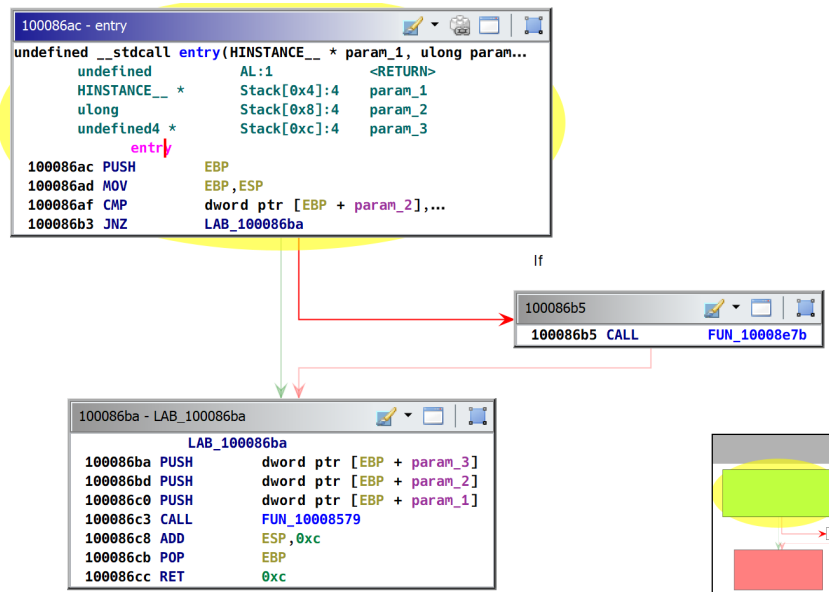 100086ac - entry
undefined __stdcall entry(HINSTANCE__ * param_1, ulong param...
undefined AL:1 <RETURN>
HINSTANCE__ * Stack[0x4]:4 param_1
ulong Stack[0x8]:4 param_2
undefined4 * Stack[0xc]:4 param_3
entry
100086ac PUSH EBP
100086ad MOV EBP,ESP
100086af CMP dword ptr [EBP + param_2],...
100086b3 JNZ LAB_100086ba
If
100086b5
100086b5 CALL FUN_10008e7b
100086ba - LAB_100086ba
LAB_100086ba
100086ba PUSH dword ptr [EBP + param_3]
100086bd PUSH dword ptr [EBP + param_2]
100086c0 PUSH dword ptr [EBP + param_1]
100086c3 CALL FUN_10008579
100086c8 ADD ESP,0xc
100086cb POP EBP
100086cc RET 0xc